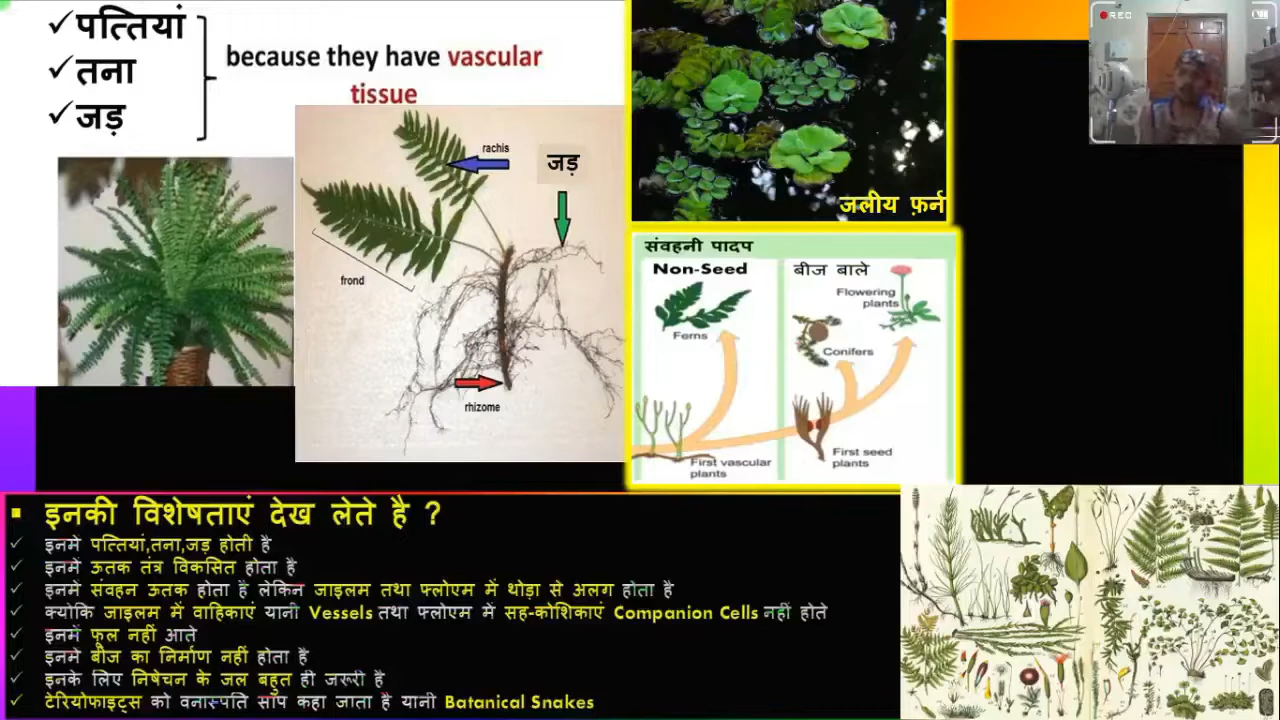 ✓पत्तियां
✓तना
✓जड़
because they have vascular
tissue
rachis
जड़
frond
rhizome
जलीय फ़र्न
REC
संवहनी पादप
Non-Seed
बीज बाले
Flowering
plants
Ferns
Conifers
First vascular
plants
First seed
plants
▪ इनकी विशेषताएं देख लेते है ?
✓ इनमे पत्तियां,तना,जड़ होती है
✓ इनमें ऊतक तंत्र विकसित होता है
✓ इनमें संवहन ऊतक होता है लेकिन जाइलम तथा फ्लोएम में थोड़ा से अलग होता है
✓ क्योकि जाइलम में वाहिकाएं यानी Vessels तथा फ्लोएम में सह-कोशिकाएं Companion Cells नहीं होते
✓ इनमें फूल नहीं आते
✓ इनमे बीज का निर्माण नहीं होता है
✓ इनके लिए निषेचन के जल बहुत ही जरूरी है
✓ टेरियोफाइट्स को वनास्पति सॉप कहा जाता है यानी Batanical Snakes